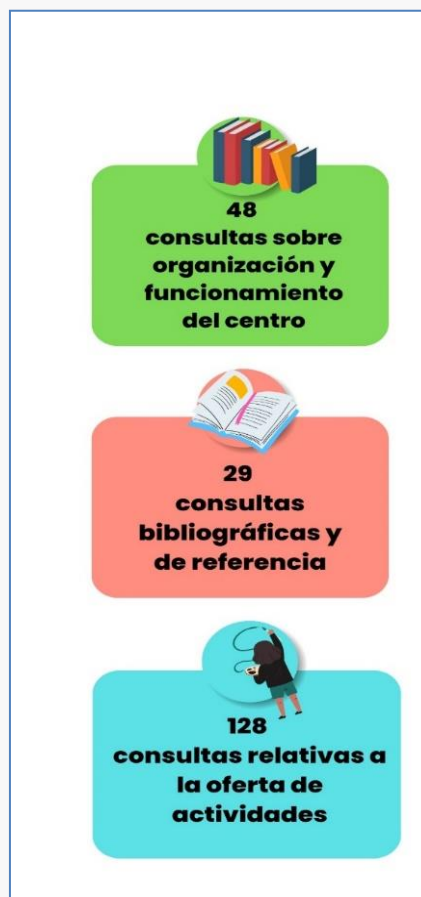 48
consultas sobre
organización y
funcionamiento
del centro
29
consultas
bibliográficas y
de referencia
128
consultas relativas a
la oferta de
actividades